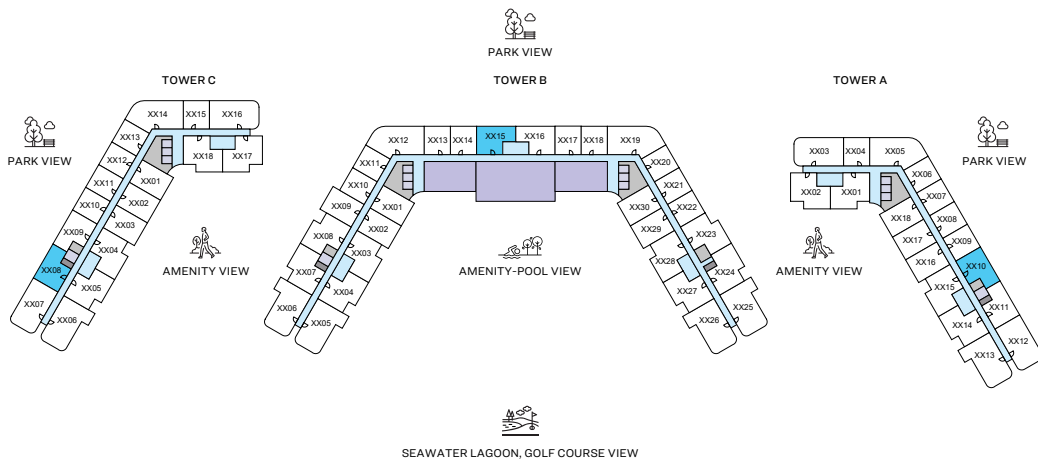 PARK VIEW
TOWER C
TOWER B
TOWER A
PARK VIEW
PARK VIEW
XX14
XX15
XX16
XX13
XX12
XX11
XX10
XX09
XX08
XX07
XX06
XX05
XX04
XX03
XX02
XX01
XX18
XX17
AMENITY VIEW
XX12
XX13
XX14
XX15
XX16
XX17
XX18
XX19
XX11
XX10
XX09
XX08
XX07
XX06
XX05
XX04
XX03
XX02
XX01
XX20
XX21
XX22
XX23
XX24
XX25
XX26
XX27
XX28
XX29
XX30
AMENITY-POOL VIEW
AMENITY VIEW
XX03
XX04
XX05
XX02
XX01
XX06
XX07
XX08
XX09
XX10
XX11
XX12
XX13
XX14
XX15
XX16
XX17
XX18
SEAWATER LAGOON, GOLF COURSE VIEW